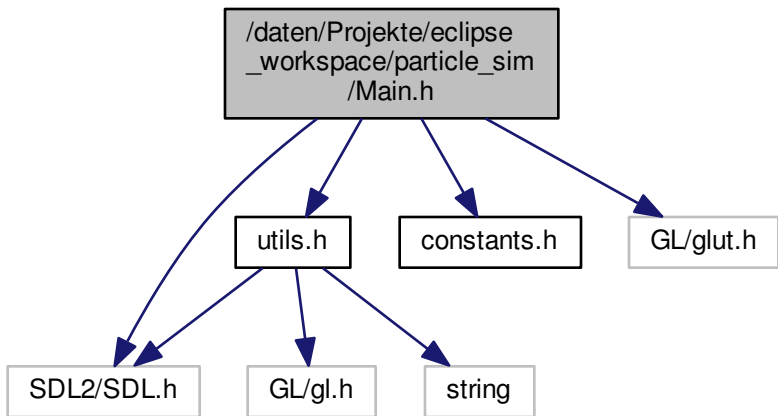 /daten/Projekte/eclipse
_workspace/particle_sim
/Main.h
utils.h
constants.h
GL/glut.h
SDL2/SDL.h
GL/gl.h
string